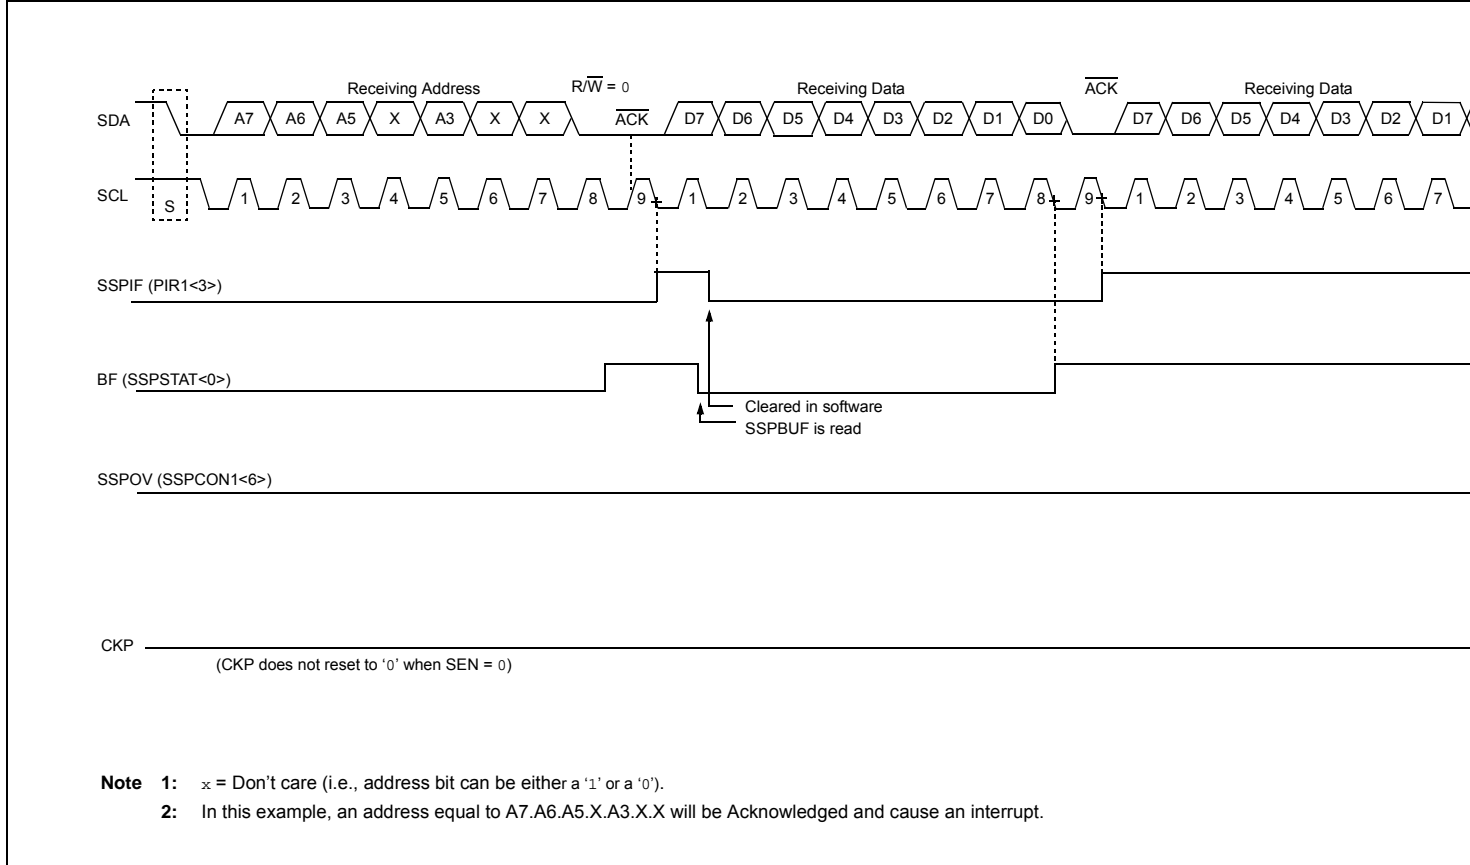 Receiving Address R/W = 0 Receiving Data ACK Receiving Data
SDA A7 A6 A5 X A3 X X ACK D7 D6 D5 D4 D3 D2 D1 D0 D7 D6 D5 D4 D3 D2 D1
SCL S 1 2 3 4 5 6 7 8 9 1 2 3 4 5 6 7 8 9 1 2 3 4 5 6 7
SSPIF (PIR1<3>)
BF (SSPSTAT<0>)
Cleared in software
SSPBUF is read
SSPOV (SSPCON1<6>)
CKP
(CKP does not reset to ‘0’ when SEN = 0)
Note 1: x = Don’t care (i.e., address bit can be either a ‘1’ or a ‘0’).
2: In this example, an address equal to A7.A6.A5.X.A3.X.X will be Acknowledged and cause an interrupt.